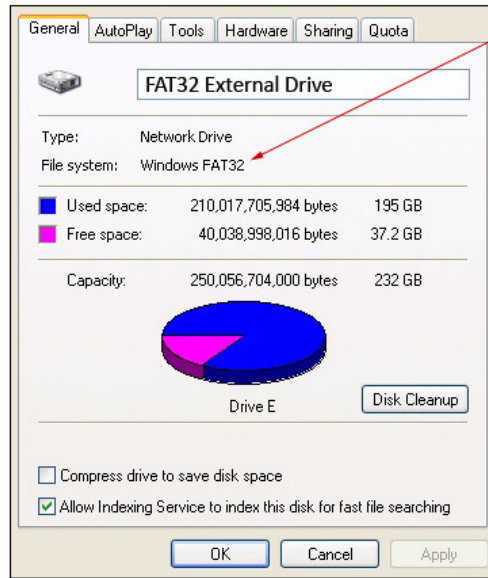 General AutoPlay Tools Hardware Sharing Quota
FAT32 External Drive
Type: Network Drive
File system: Windows FAT32
Used space: 210,017,705,984 bytes 195 GB
Free space: 40,038,998,016 bytes 37.2 GB
Capacity: 250,056,704,000 bytes 232 GB
Drive E
Disk Cleanup
Compress drive to save disk space
Allow Indexing Service to index this disk for fast file searching
OK Cancel Apply